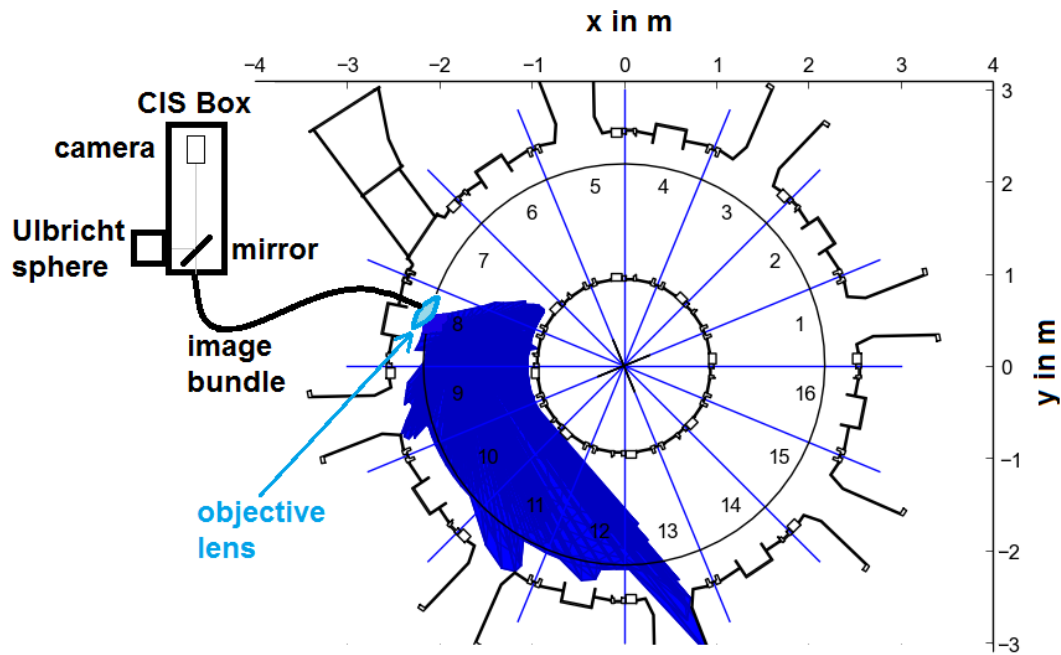 x in m
−4 −3 −2 −1 0 1 2 3 4
CIS Box
camera
Ulbricht
sphere
mirror
image
bundle
objective
lens
5 4
6 3
7 2
8 1
9 16
10 15
11 14
12 13
3
2
1
0
−1
−2
−3
y in m